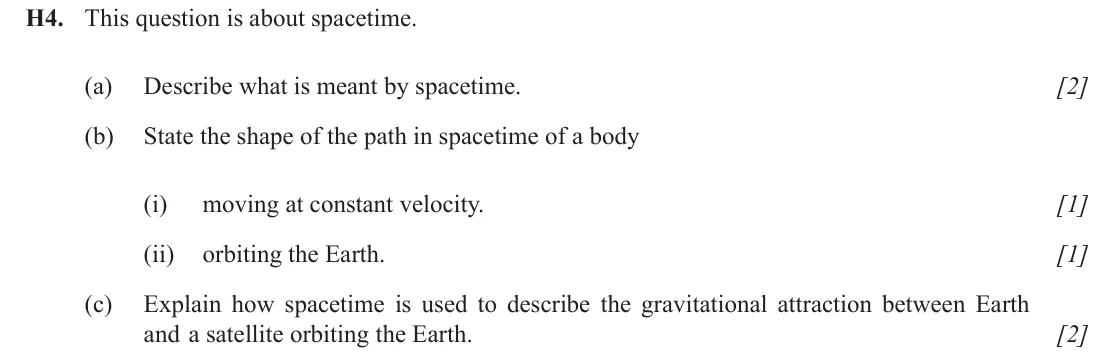 H4. This question is about spacetime.
(a) Describe what is meant by spacetime. [2]
(b) State the shape of the path in spacetime of a body
(i) moving at constant velocity. [1]
(ii) orbiting the Earth. [1]
(c) Explain how spacetime is used to describe the gravitational attraction between Earth
and a satellite orbiting the Earth. [2]